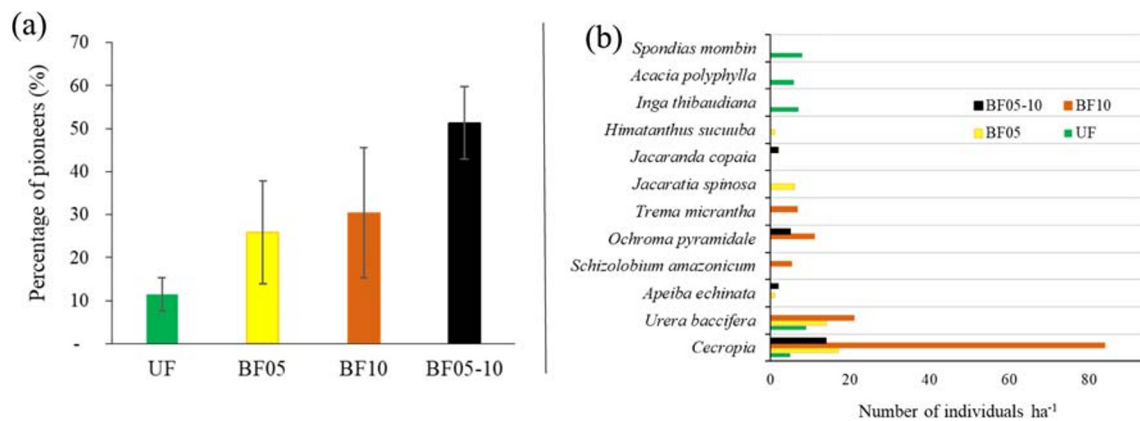 (a)
Percentage of pioneers (%)
70
60
50
40
30
20
10
-
UF BF05 BF10 BF05-10
(b)
Spondias mombin
Acacia polyphylla
Inga thibaudiana
Himatanthus sucuuba
Jacaranda copaia
Jacaratia spinosa
Trema micrantha
Ochroma pyramidale
Schizolobium amazonicum
Apeiba echinata
Urera baccifera
Cecropia
BF05-10 BF10
BF05 UF
0 20 40 60 80
Number of individuals ha⁻¹